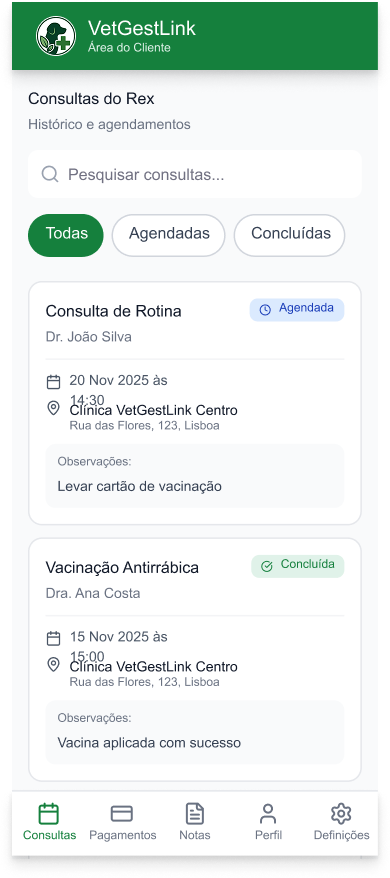 VetGestLink
Área do Cliente
Consultas do Rex
Histórico e agendamentos
Pesquisar consultas...
Todas
Agendadas
Concluídas
Consulta de Rotina
Agendada
Dr. João Silva
20 Nov 2025 às
14:30
Clínica VetGestLink Centro
Rua das Flores, 123, Lisboa
Observações:
Levar cartão de vacinação
Vacinação Antirrábica
Concluída
Dra. Ana Costa
15 Nov 2025 às
15:00
Clínica VetGestLink Centro
Rua das Flores, 123, Lisboa
Observações:
Vacina aplicada com sucesso
Consultas
Pagamentos
Notas
Perfil
Definições